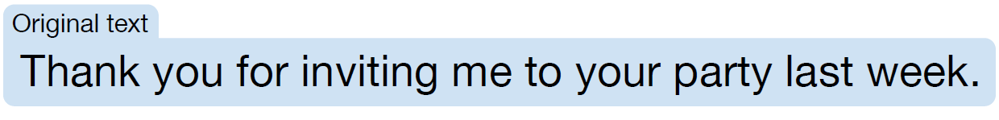 Original text
Thank you for inviting me to your party last week.